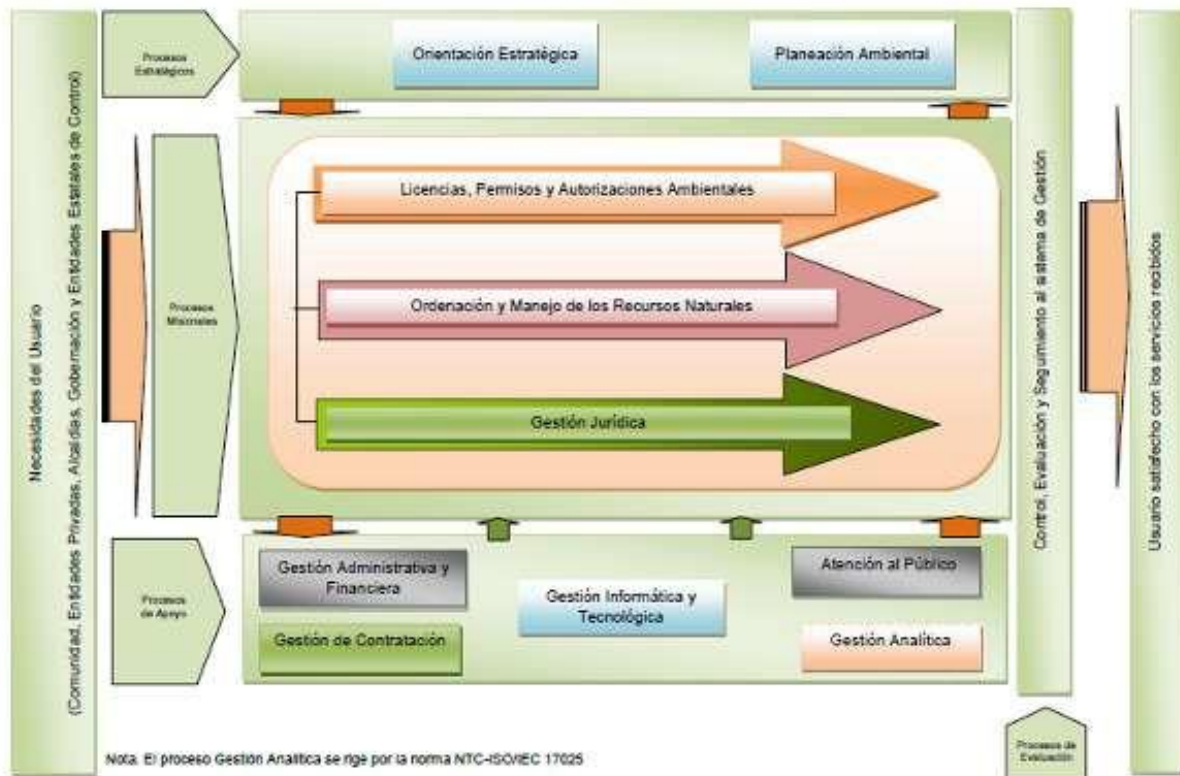 Necesidades del Usuario
(Comunidad, Entidades Privadas, Alcaldías, Gobernación y Entidades Estatales de Control)
Procesos
Estratégicos
Orientación Estratégica
Planeación Ambiental
Procesos
Misionales
Licencias, Permisos y Autorizaciones Ambientales
Ordenación y Manejo de los Recursos Naturales
Gestión Jurídica
Procesos
de Apoyo
Gestión Administrativa y
Financiera
Gestión de Contratación
Gestión Informática y
Tecnológica
Atención al Público
Gestión Analítica
Control, Evaluación y Seguimiento al sistema de Gestión
Procesos de
Evaluación
Usuario satisfecho con los servicios recibidos
Nota. El proceso Gestión Analítica se rige por la norma NTC-ISO/IEC 17025